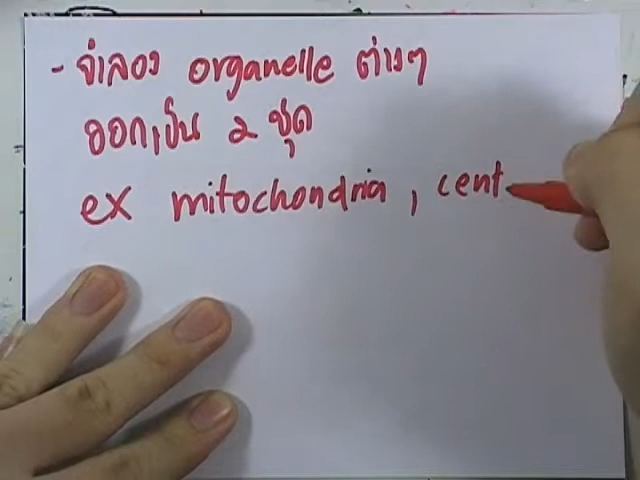 - จำลอง organelle ต่างๆ
ออกเป็น ๒ ชุด
ex mitochondria , cent